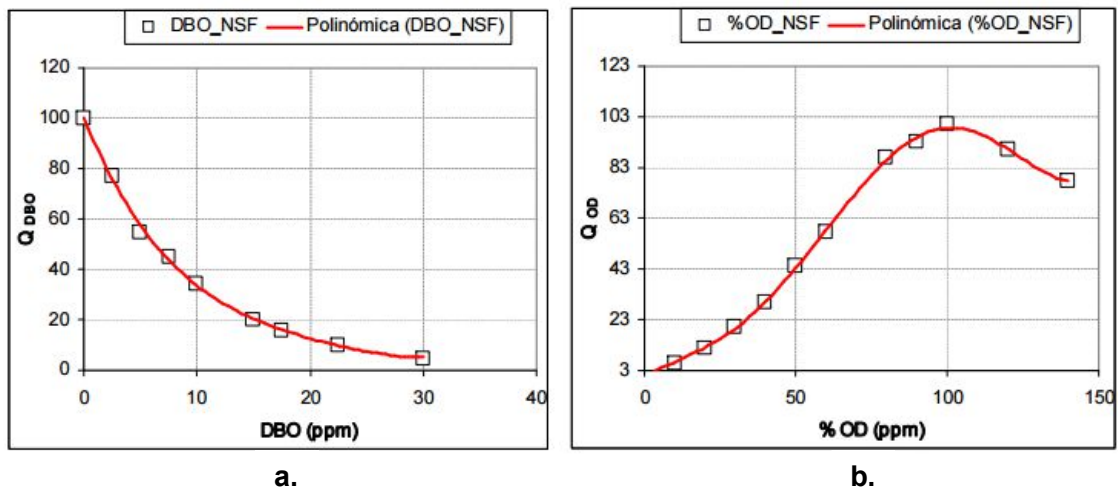 DBO_NSF Polinómica (DBO_NSF)
120
100
80
60
40
20
0
0 10 20 30 40
Q DBO
DBO (ppm)
a.
%OD_NSF Polinómica (%OD_NSF)
123
103
83
63
43
23
3
0 50 100 150
Q OD
% OD (ppm)
b.